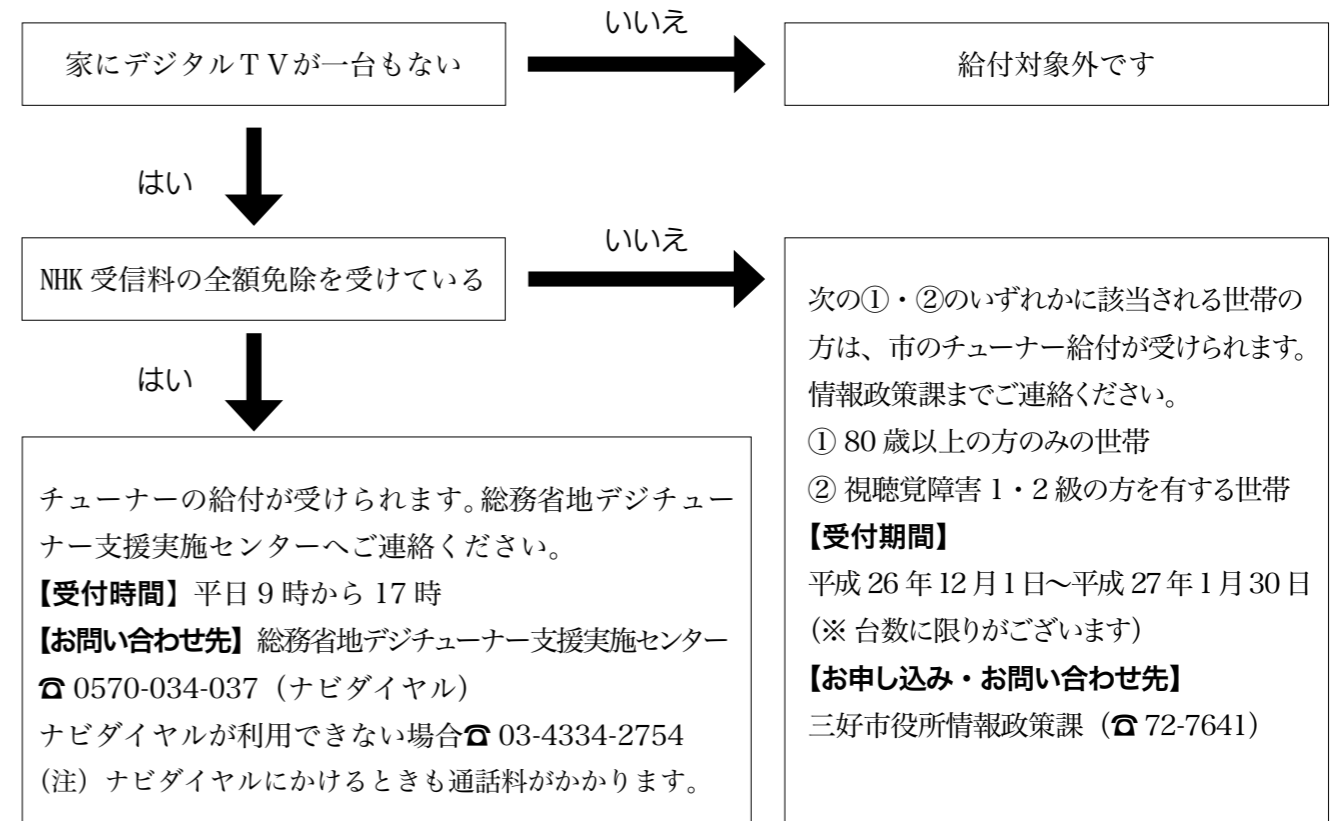 いいえ
家にデジタルＴＶが一台もない
給付対象外です
はい
いいえ
NHK 受信料の全額免除を受けている
はい
チューナーの給付が受けられます。総務省地デジチュー
ナー支援実施センターへご連絡ください。
【受付時間】平日 9 時から 17 時
【お問い合わせ先】総務省地デジチューナー支援実施センター
☎ 0570-034-037（ナビダイヤル）
ナビダイヤルが利用できない場合☎ 03-4334-2754
（注）ナビダイヤルにかけるときも通話料がかかります。
次の①・②のいずれかに該当される世帯の
方は、市のチューナー給付が受けられます。
情報政策課までご連絡ください。
① 80 歳以上の方のみの世帯
② 視聴覚障害 1・2 級の方を有する世帯
【受付期間】
平成 26 年 12 月 1 日～平成 27 年 1 月 30 日
（※ 台数に限りがございます）
【お申し込み・お問い合わせ先】
三好市役所情報政策課（☎ 72-7641）